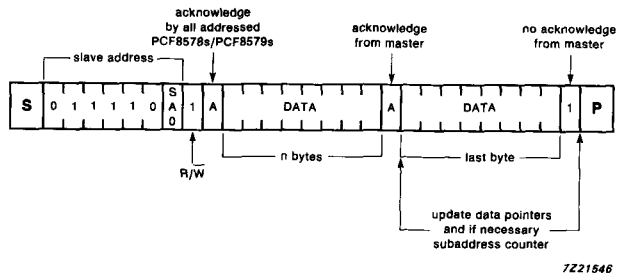 acknowledge
by all addressed
PCF8578s/PCF8579s
acknowledge
from master
no acknowledge
from master
slave address
S 0 1 1 1 1 0 S A 0 1 A DATA A DATA 1 P
R/W
n bytes
last byte
update data pointers
and if necessary
subaddress counter
7Z21546